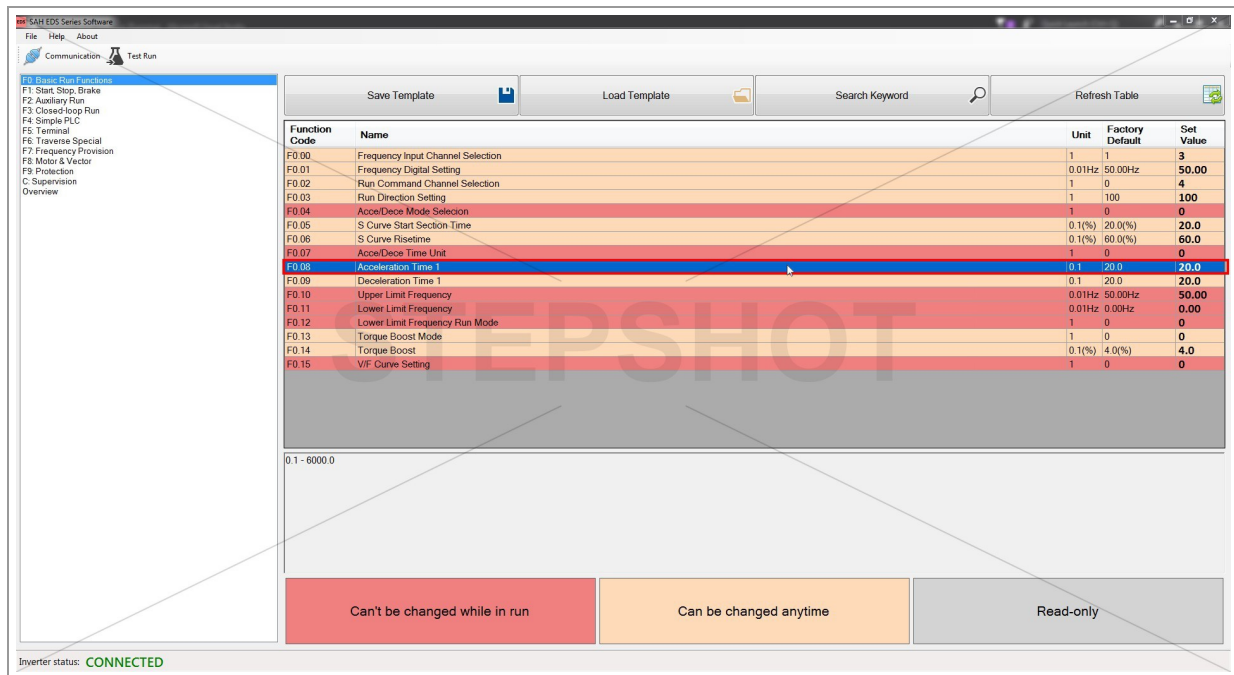 EDS SAH EDS Series Software
File Help About
Communication Test Run
F0: Basic Run Functions
F1: Start, Stop, Brake
F2: Auxiliary Run
F3: Closed-loop Run
F4: Simple PLC
F5: Terminal
F6: Traverse Special
F7: Frequency Provision
F8: Motor & Vector
F9: Protection
C: Supervision
Overview
Save Template Load Template Search Keyword Refresh Table
Function Code Name Unit Factory Default Set Value
F0.00 Frequency Input Channel Selection 1 1 3
F0.01 Frequency Digital Setting 0.01Hz 50.00Hz 50.00
F0.02 Run Command Channel Selection 1 0 4
F0.03 Run Direction Setting 1 100 100
F0.04 Acce/Dece Mode Selecion 1 0 0
F0.05 S Curve Start Section Time 0.1(%) 20.0(%) 20.0
F0.06 S Curve Risetime 0.1(%) 60.0(%) 60.0
F0.07 Acce/Dece Time Unit 1 0 0
F0.08 Acceleration Time 1 0.1 20.0 20.0
F0.09 Deceleration Time 1 0.1 20.0 20.0
F0.10 Upper Limit Frequency 0.01Hz 50.00Hz 50.00
F0.11 Lower Limit Frequency 0.01Hz 0.00Hz 0.00
F0.12 Lower Limit Frequency Run Mode 1 0 0
F0.13 Torque Boost Mode 1 0 0
F0.14 Torque Boost 0.1(%) 4.0(%) 4.0
F0.15 V/F Curve Setting 1 0 0
STEPSHOT
0.1 - 6000.0
Can't be changed while in run Can be changed anytime Read-only
Inverter status: CONNECTED